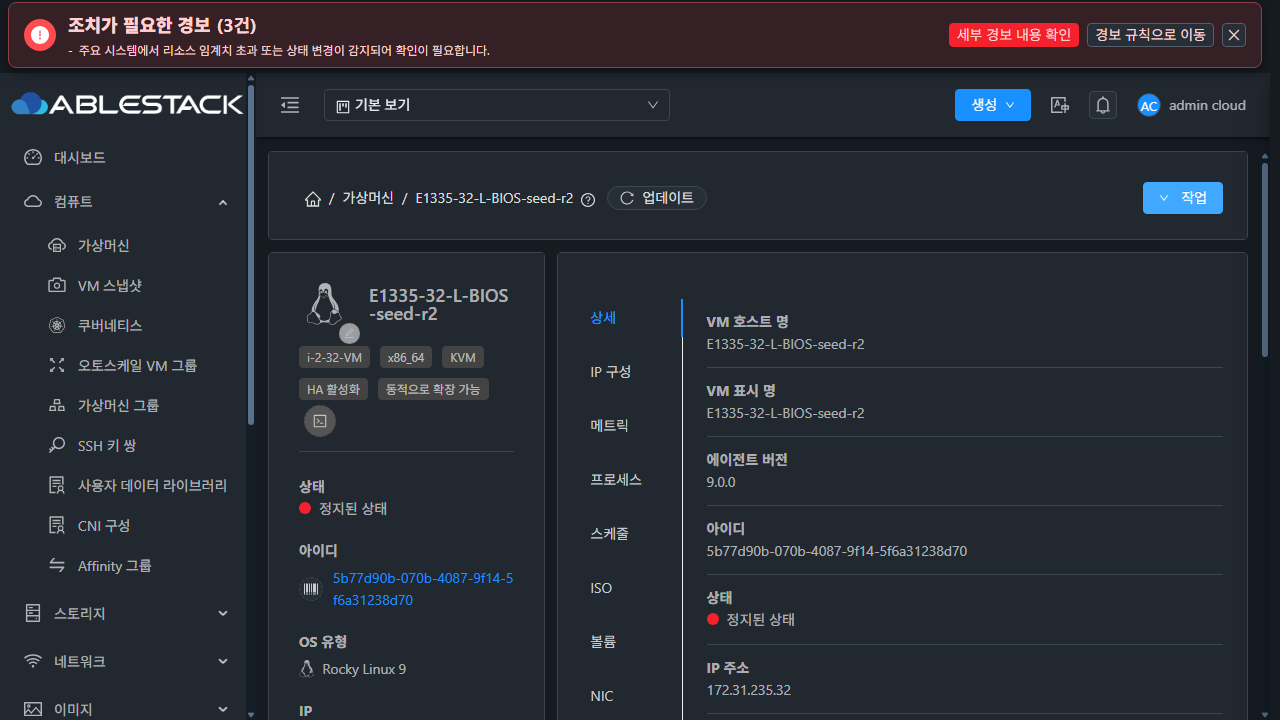 조치가 필요한 경보 (3건)
- 주요 시스템에서 리소스 임계치 초과 또는 상태 변경이 감지되어 확인이 필요합니다.
세부 경보 내용 확인
경보 규칙으로 이동
ABLESTACK
기본 보기
생성
AC
admin cloud
대시보드
컴퓨트
가상머신
VM 스냅샷
쿠버네티스
오토스케일 VM 그룹
가상머신 그룹
SSH 키 쌍
사용자 데이터 라이브러리
CNI 구성
Affinity 그룹
스토리지
네트워크
이미지
/ 가상머신 / E1335-32-L-BIOS-seed-r2
업데이트
작업
E1335-32-L-BIOS
-seed-r2
i-2-32-VM
x86_64
KVM
HA 활성화
동적으로 확장 가능
상태
정지된 상태
아이디
5b77d90b-070b-4087-9f14-5
f6a31238d70
OS 유형
Rocky Linux 9
IP
상세
IP 구성
메트릭
프로세스
스케줄
ISO
볼륨
NIC
VM 호스트 명
E1335-32-L-BIOS-seed-r2
VM 표시 명
E1335-32-L-BIOS-seed-r2
에이전트 버전
9.0.0
아이디
5b77d90b-070b-4087-9f14-5f6a31238d70
상태
정지된 상태
IP 주소
172.31.235.32